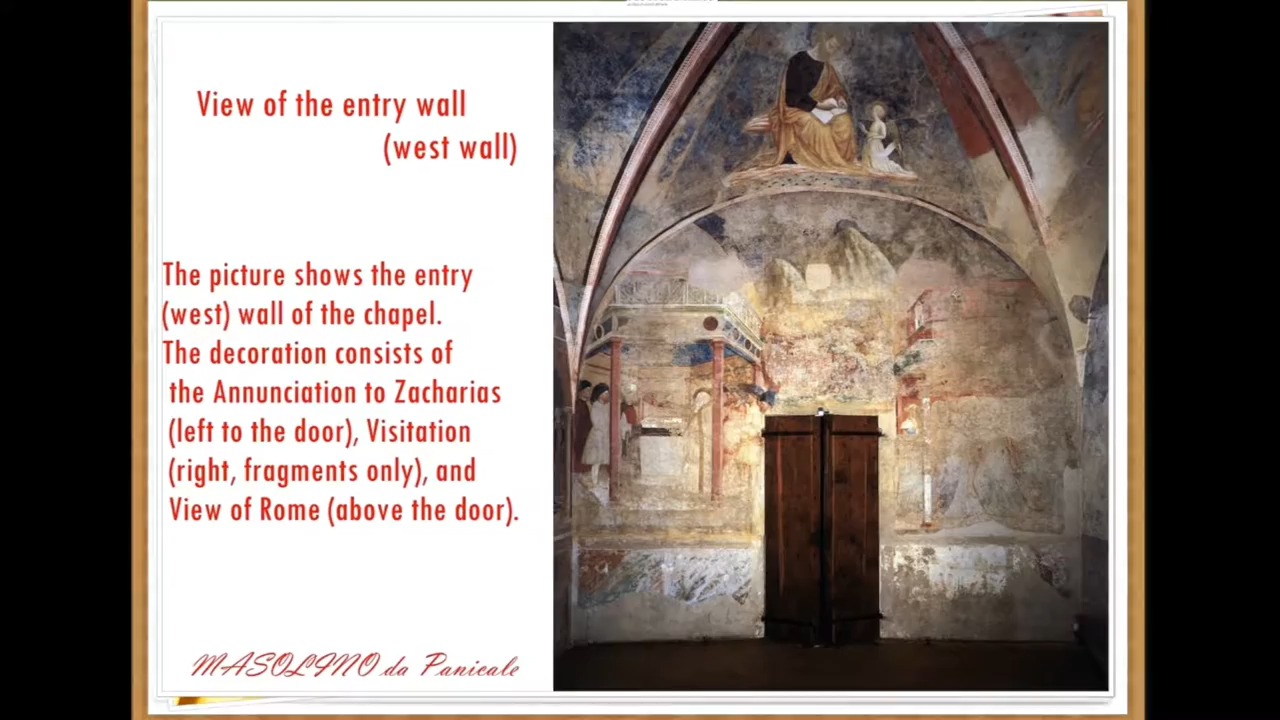 View of the entry wall
(west wall)
The picture shows the entry
(west) wall of the chapel.
The decoration consists of
the Annunciation to Zacharias
(left to the door), Visitation
(right, fragments only), and
View of Rome (above the door).
MASOLINO da Panicale